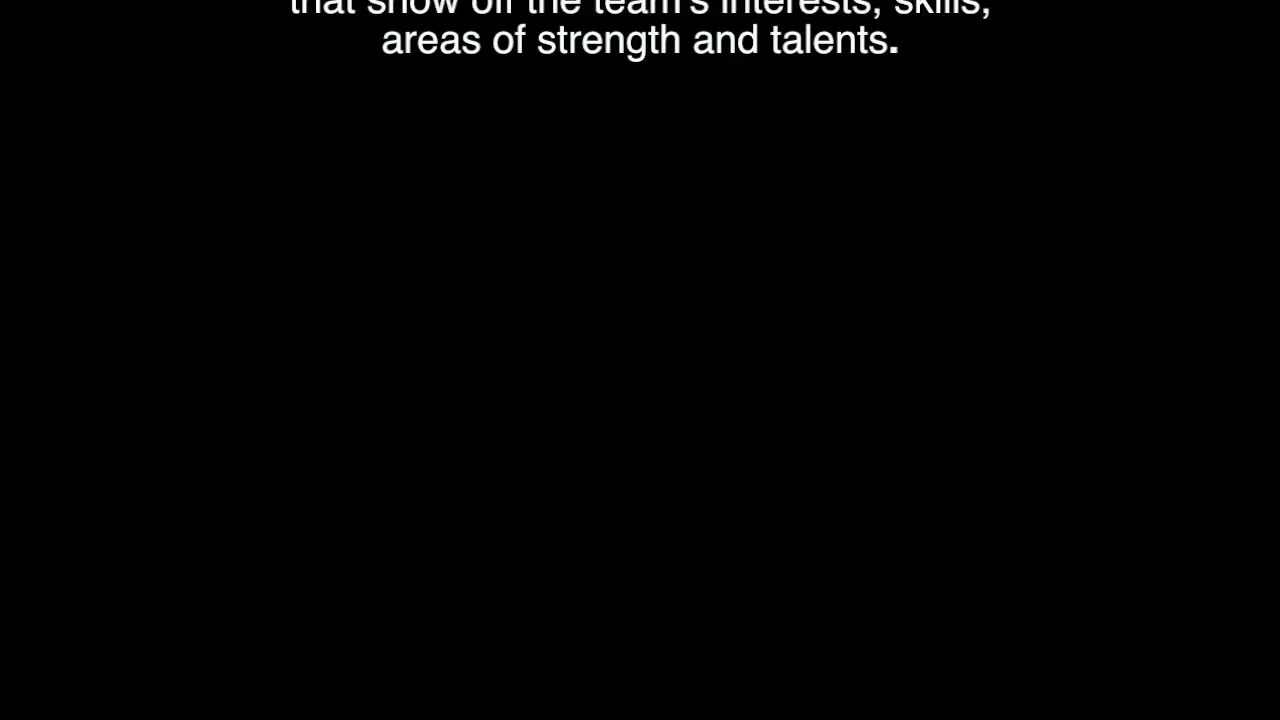 that show off the team's interests, skills,
areas of strength and talents.